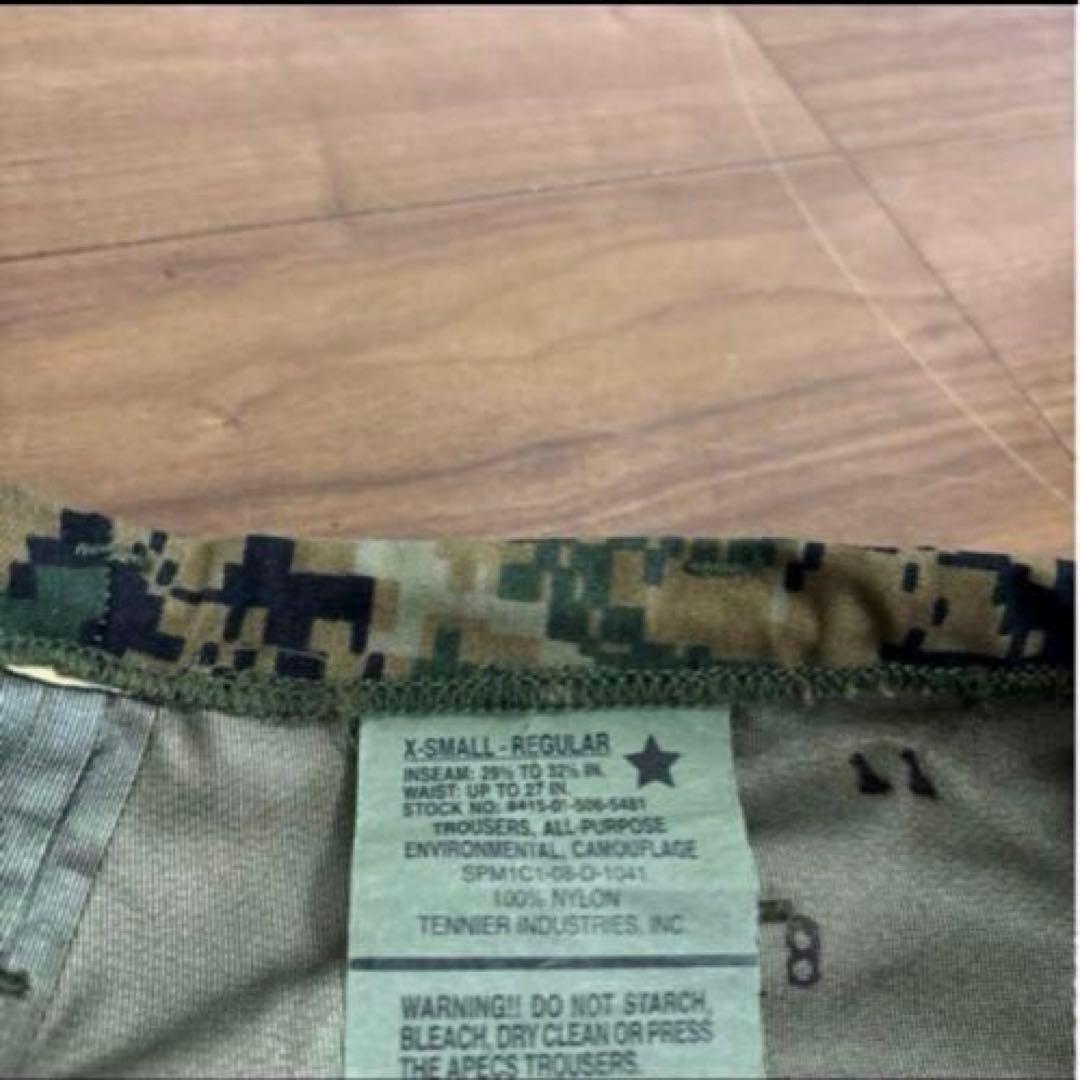 X-SMALL - REGULAR
INSEAM: 29½ TO 32½ IN.
WAIST: UP TO 27 IN.
STOCK NO: 8415-01-506-5481
TROUSERS, ALL-PURPOSE
ENVIRONMENTAL, CAMOUFLAGE
SPM1C1-08-D-1041
100% NYLON
TENNIER INDUSTRIES, INC.
WARNING!! DO NOT STARCH,
BLEACH, DRY CLEAN OR PRESS
THE APECS TROUSERS.